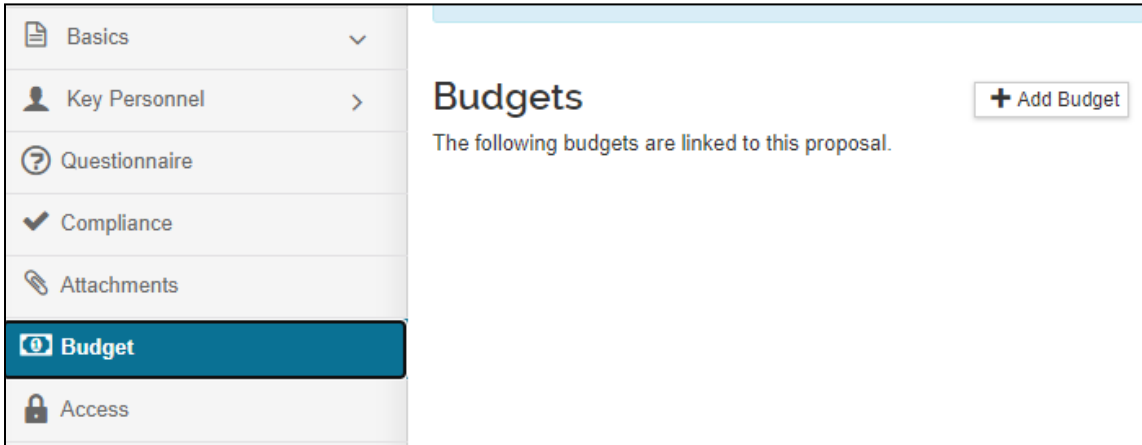 Basics
Key Personnel
Questionnaire
Compliance
Attachments
Budget
Access
Budgets
Add Budget
The following budgets are linked to this proposal.